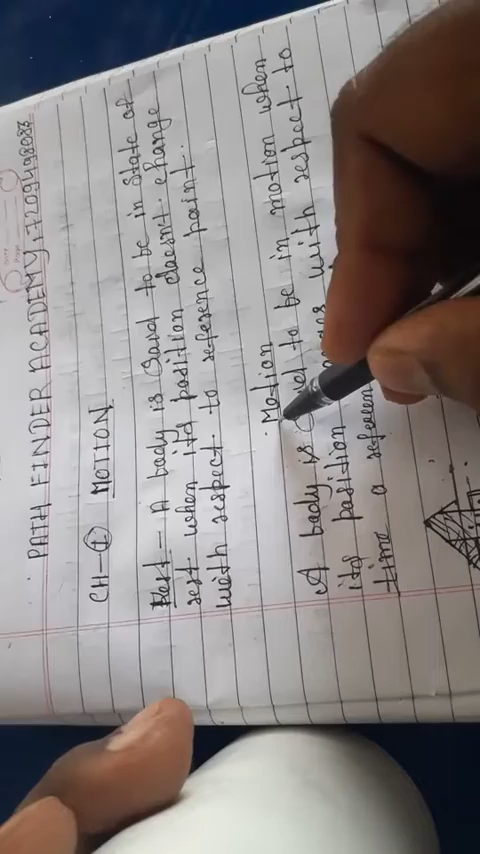 PATH FINDER ACADEMY, 7209498086
CH-1 MOTION
Rest - A body is said to be in state of
rest when its position doesn't change
with respect to reference point.
Motion
A body is to be in motion when
its position with respect to
time a